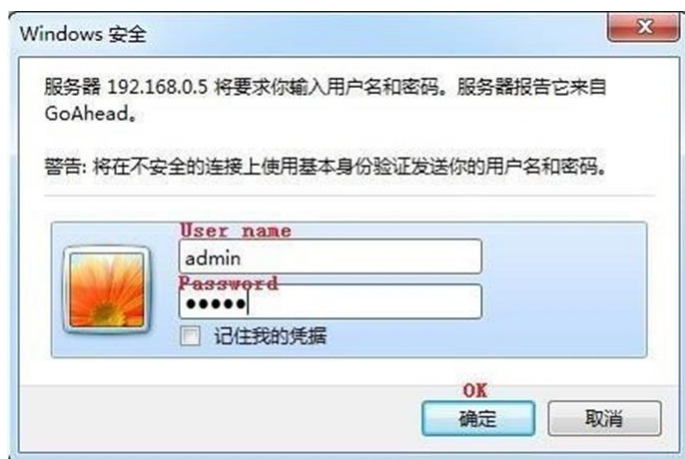 Windows 安全
服务器 192.168.0.5 将要求你输入用户名和密码。服务器报告它来自
GoAhead。
警告: 将在不安全的连接上使用基本身份验证发送你的用户名和密码。
User name
admin
Password
●●●●●
记住我的凭据
OK
确定
取消